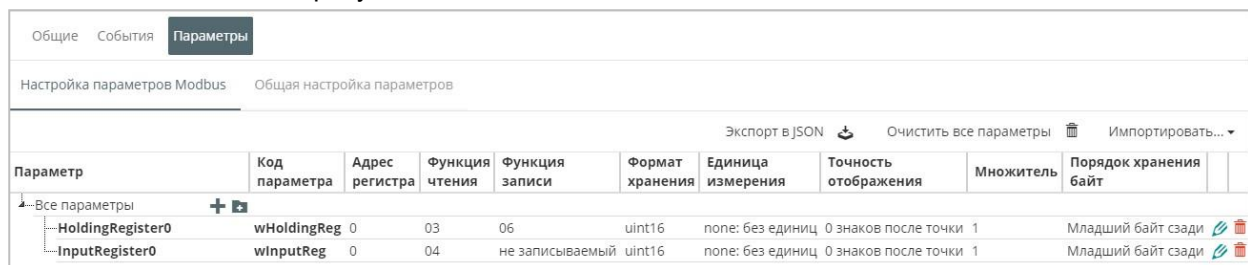 Общие События Параметры
Настройка параметров Modbus Общая настройка параметров
Экспорт в JSON Очистить все параметры Импортировать...
Параметр Код параметра Адрес регистра Функция чтения Функция записи Формат хранения Единица измерения Точность отображения Множитель Порядок хранения байт
Все параметры
HoldingRegister0 wHoldingReg 0 03 06 uint16 none: без единиц 0 знаков после точки 1 Младший байт сзади
InputRegister0 wInputReg 0 04 не записываемый uint16 none: без единиц 0 знаков после точки 1 Младший байт сзади